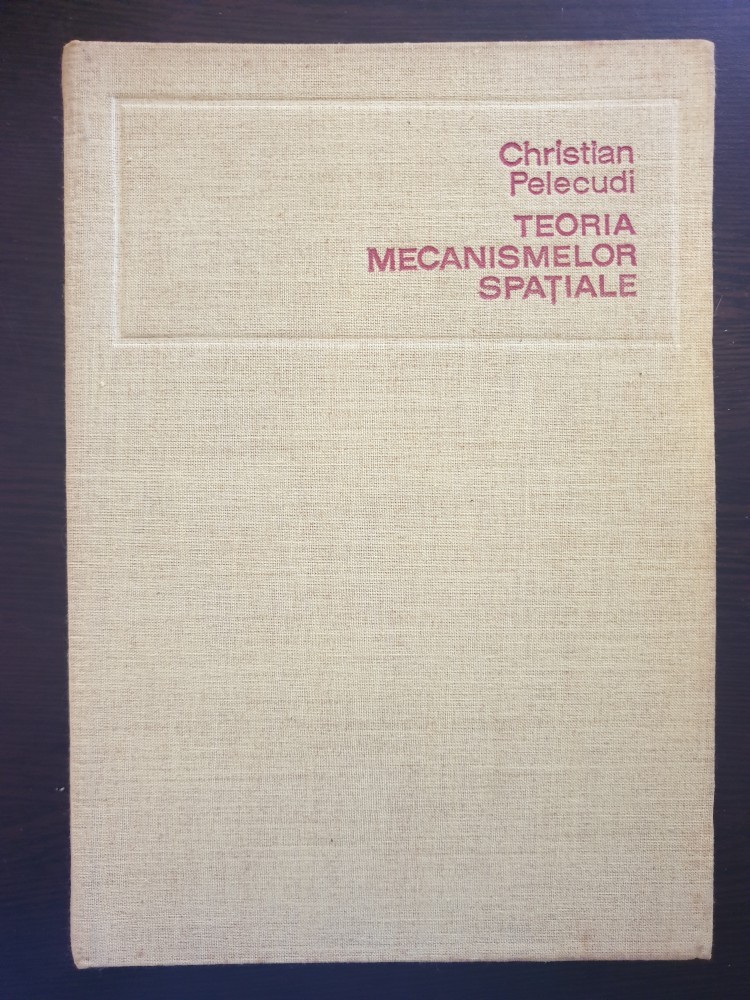 Christian
Pelecudi
TEORIA
MECANISMELOR
SPAȚIALE